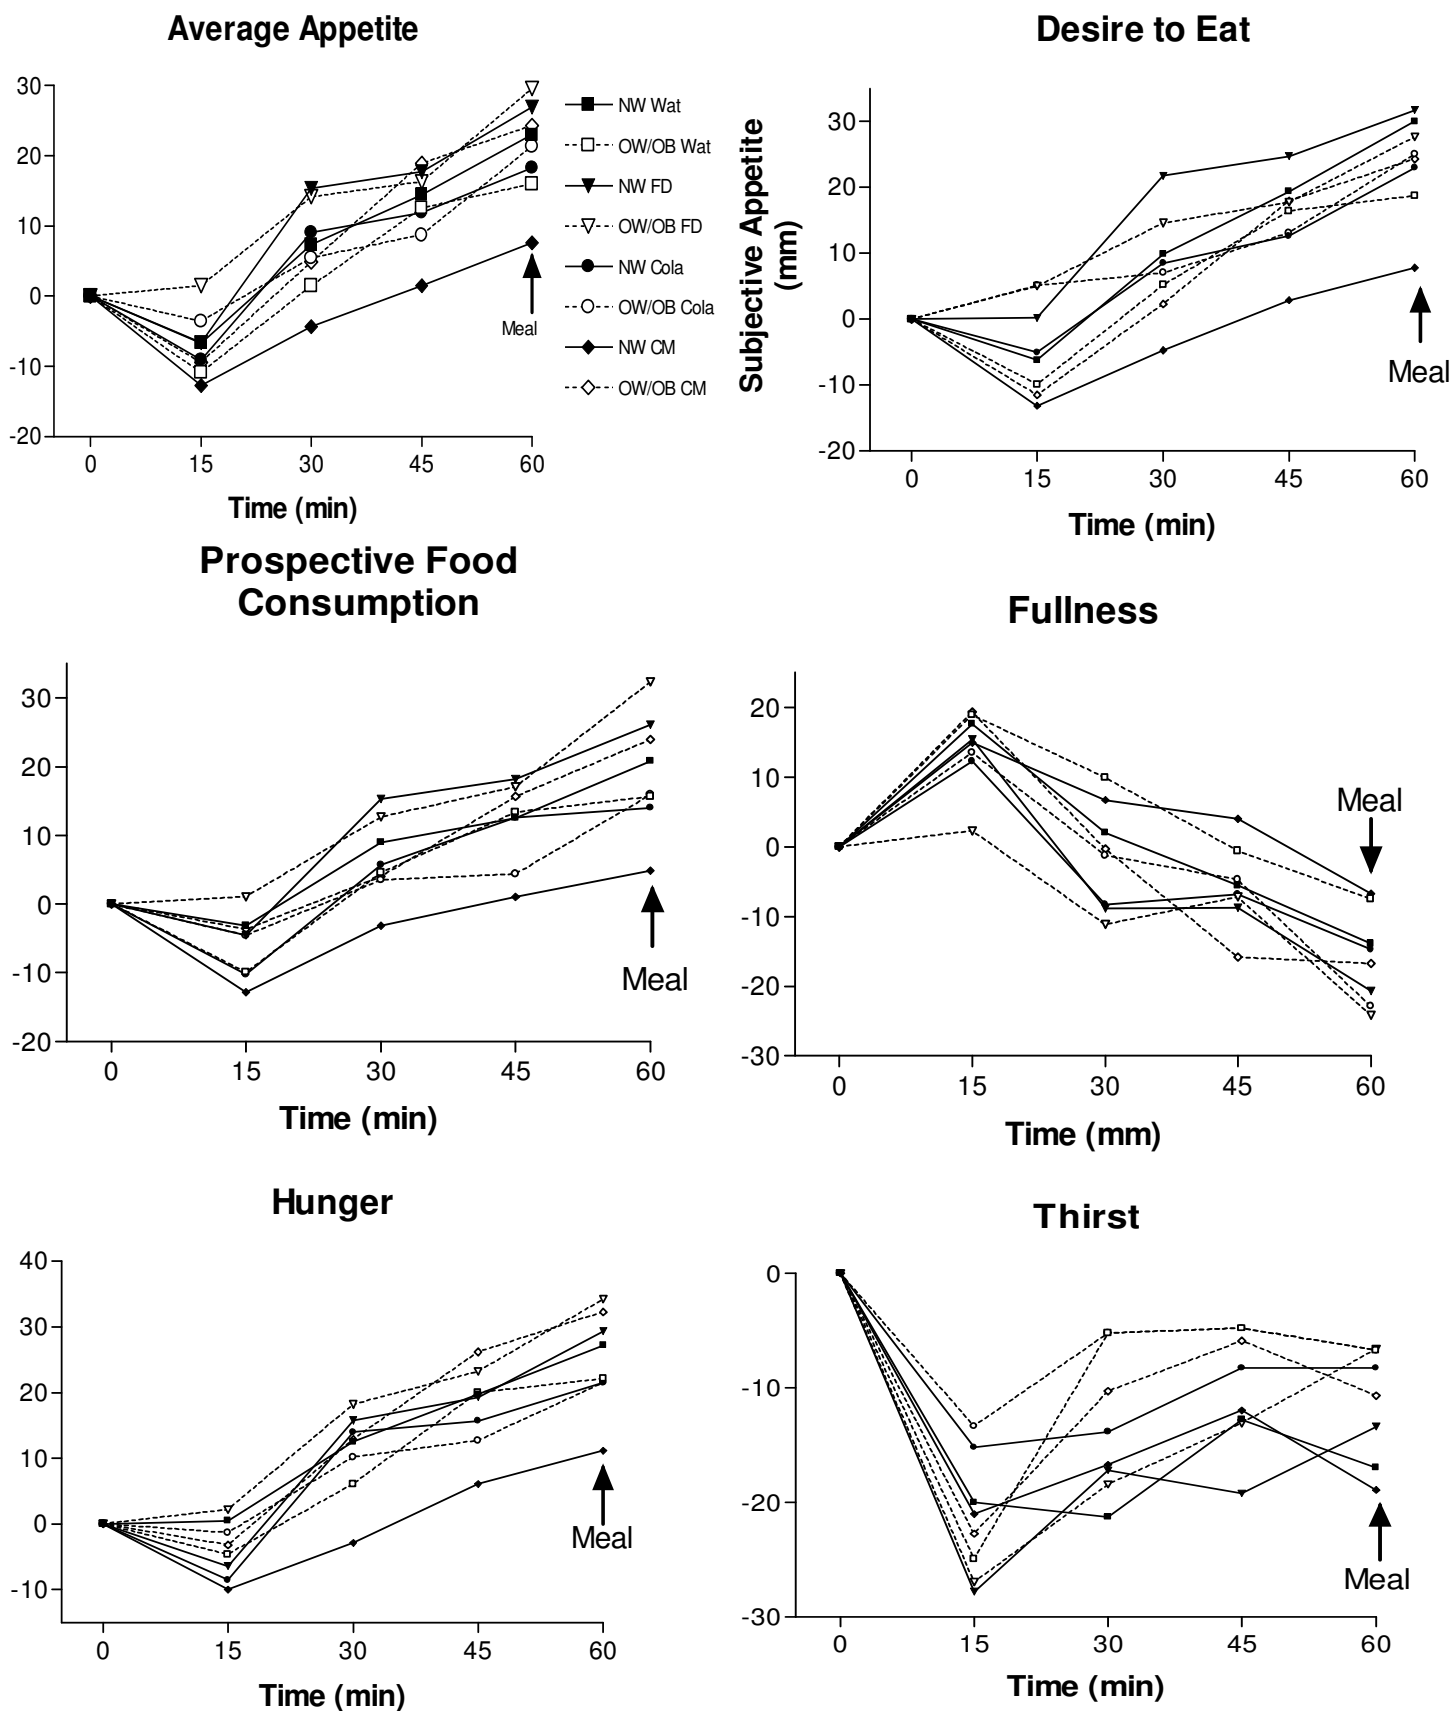 Average Appetite
30
20
10
0
-10
-20
0 15 30 45 60
Time (min)
Meal
NW Wat
OW/OB Wat
NW FD
OW/OB FD
NW Cola
OW/OB Cola
NW CM
OW/OB CM
Desire to Eat
Subjective Appetite
(mm)
30
20
10
0
-10
-20
0 15 30 45 60
Time (min)
Meal
Prospective Food
Consumption
30
20
10
0
-10
-20
0 15 30 45 60
Time (min)
Meal
Fullness
20
10
0
-10
-20
-30
0 15 30 45 60
Time (mm)
Meal
Hunger
40
30
20
10
0
-10
0 15 30 45 60
Time (min)
Meal
Thirst
0
-10
-20
-30
0 15 30 45 60
Time (min)
Meal